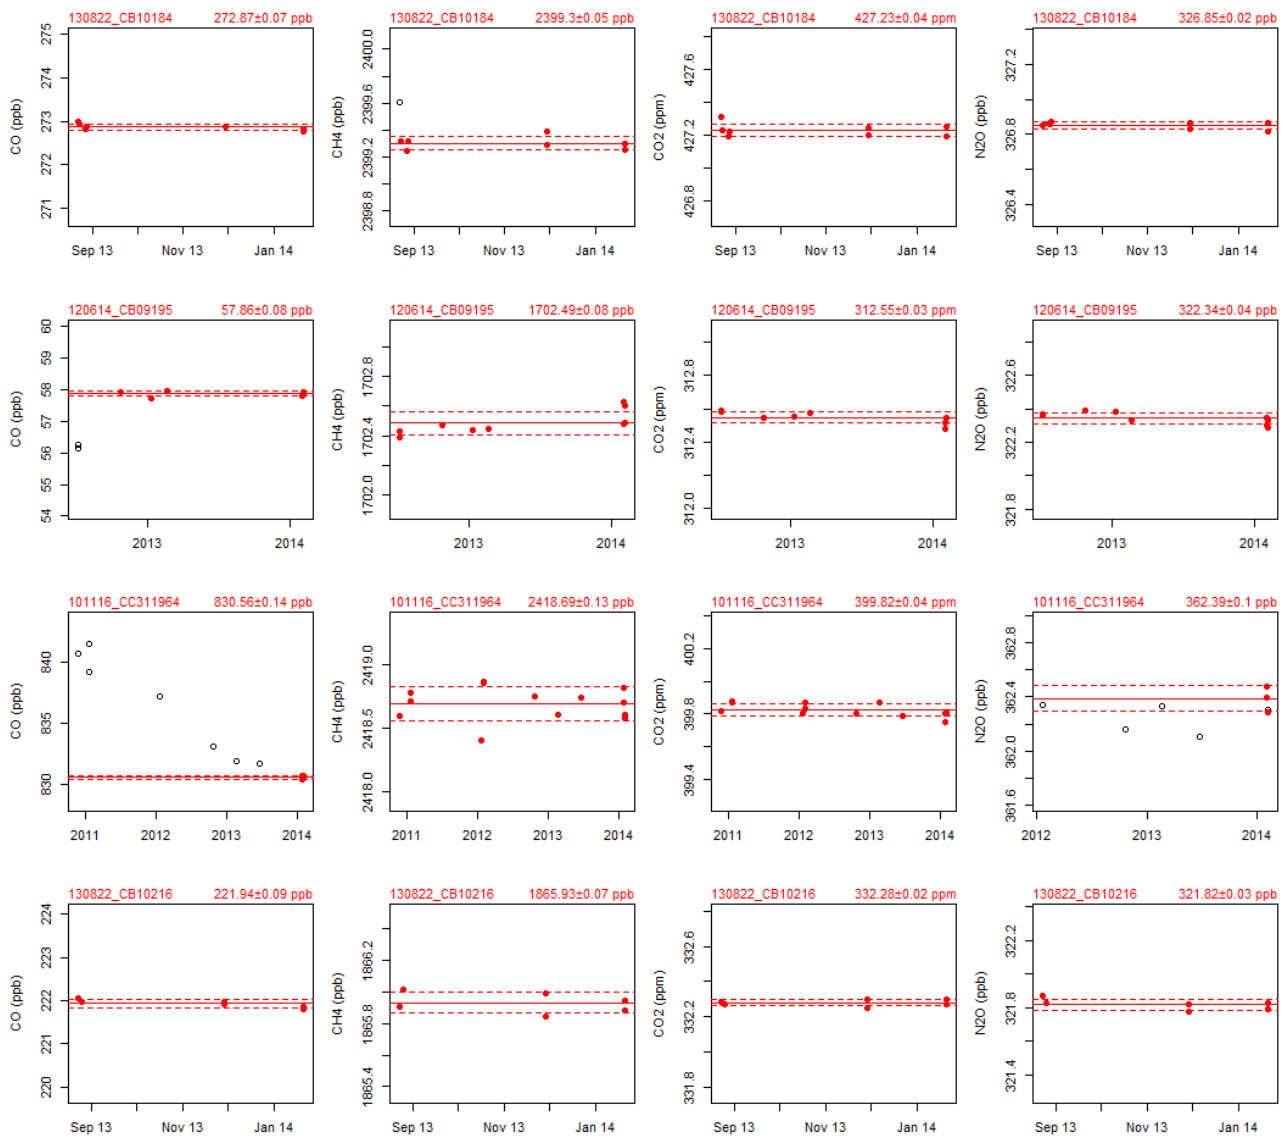 130822_CB10184 272.87±0.07 ppb
CO (ppb)
275
274
273
272
271
Sep 13 Nov 13 Jan 14
130822_CB10184 2399.3±0.05 ppb
CH4 (ppb)
2400.0
2399.6
2399.2
2398.8
Sep 13 Nov 13 Jan 14
130822_CB10184 427.23±0.04 ppm
CO2 (ppm)
427.6
427.2
426.8
Sep 13 Nov 13 Jan 14
130822_CB10184 326.85±0.02 ppb
N2O (ppb)
327.2
326.8
326.4
Sep 13 Nov 13 Jan 14
120614_CB09195 57.86±0.08 ppb
CO (ppb)
60
59
58
57
56
55
54
2013 2014
120614_CB09195 1702.49±0.08 ppb
CH4 (ppb)
1702.8
1702.4
1702.0
2013 2014
120614_CB09195 312.55±0.03 ppm
CO2 (ppm)
312.8
312.4
312.0
2013 2014
120614_CB09195 322.34±0.04 ppb
N2O (ppb)
322.6
322.2
321.8
2013 2014
101116_CC311964 830.56±0.14 ppb
CO (ppb)
840
835
830
2011 2012 2013 2014
101116_CC311964 2418.69±0.13 ppb
CH4 (ppb)
2419.0
2418.5
2418.0
2011 2012 2013 2014
101116_CC311964 399.82±0.04 ppm
CO2 (ppm)
400.2
399.8
399.4
2011 2012 2013 2014
101116_CC311964 362.39±0.1 ppb
N2O (ppb)
362.8
362.4
362.0
361.6
2012 2013 2014
130822_CB10216 221.94±0.09 ppb
CO (ppb)
224
223
222
221
220
Sep 13 Nov 13 Jan 14
130822_CB10216 1865.93±0.07 ppb
CH4 (ppb)
1866.2
1865.8
1865.4
Sep 13 Nov 13 Jan 14
130822_CB10216 332.28±0.02 ppm
CO2 (ppm)
332.6
332.2
331.8
Sep 13 Nov 13 Jan 14
130822_CB10216 321.82±0.03 ppb
N2O (ppb)
322.2
321.8
321.4
Sep 13 Nov 13 Jan 14